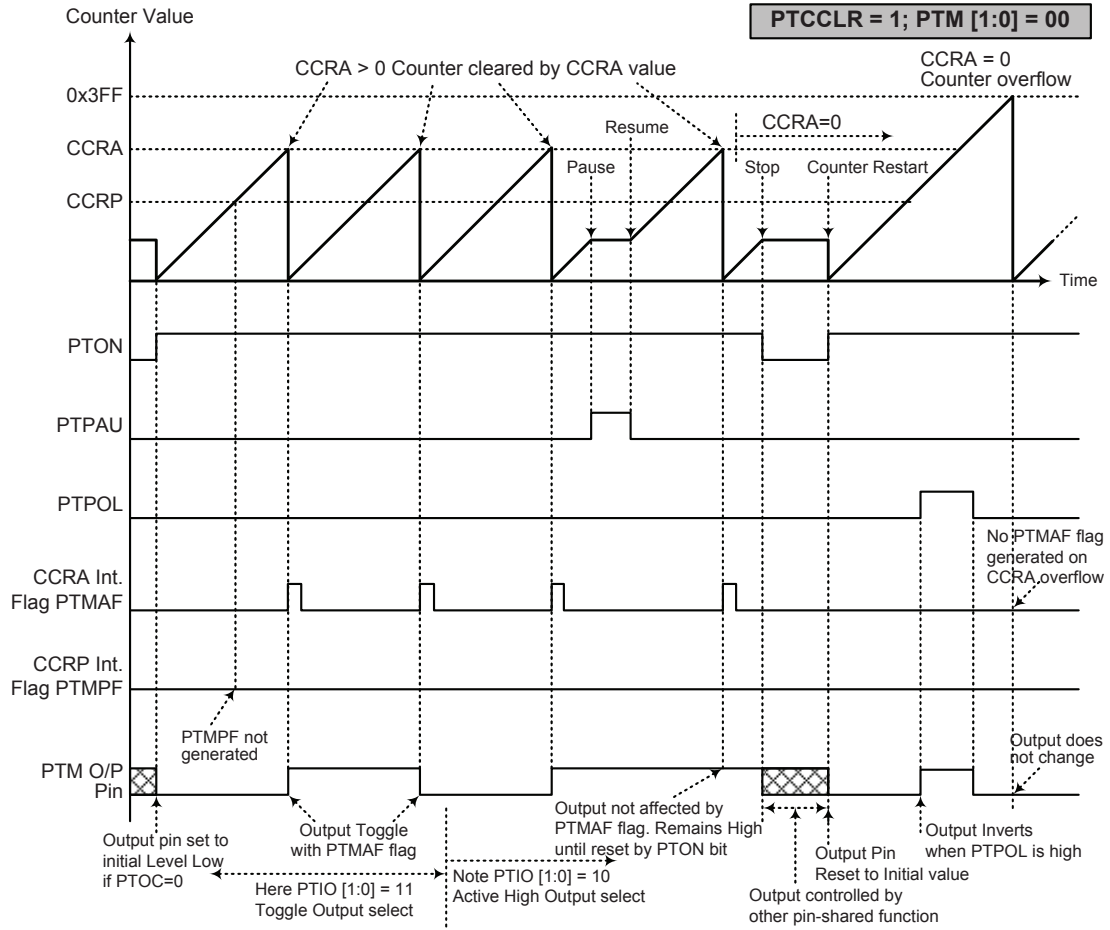 Counter Value
PTCCLR = 1; PTM [1:0] = 00
CCRA > 0 Counter cleared by CCRA value
CCRA = 0
Counter overflow
0x3FF
Resume
CCRA=0
CCRA
Pause
Stop
Counter Restart
CCRP
Time
PTON
PTPAU
PTPOL
No PTMAF flag
generated on
CCRA overflow
CCRA Int.
Flag PTMAF
CCRP Int.
Flag PTMPF
PTMPF not
generated
PTM O/P
Pin
Output does
not change
Output pin set to
initial Level Low
if PTOC=0
Output Toggle
with PTMAF flag
Output not affected by
PTMAF flag. Remains High
until reset by PTON bit
Output Inverts
when PTPOL is high
Output Pin
Reset to Initial value
Here PTIO [1:0] = 11
Toggle Output select
Note PTIO [1:0] = 10
Active High Output select
Output controlled by
other pin-shared function